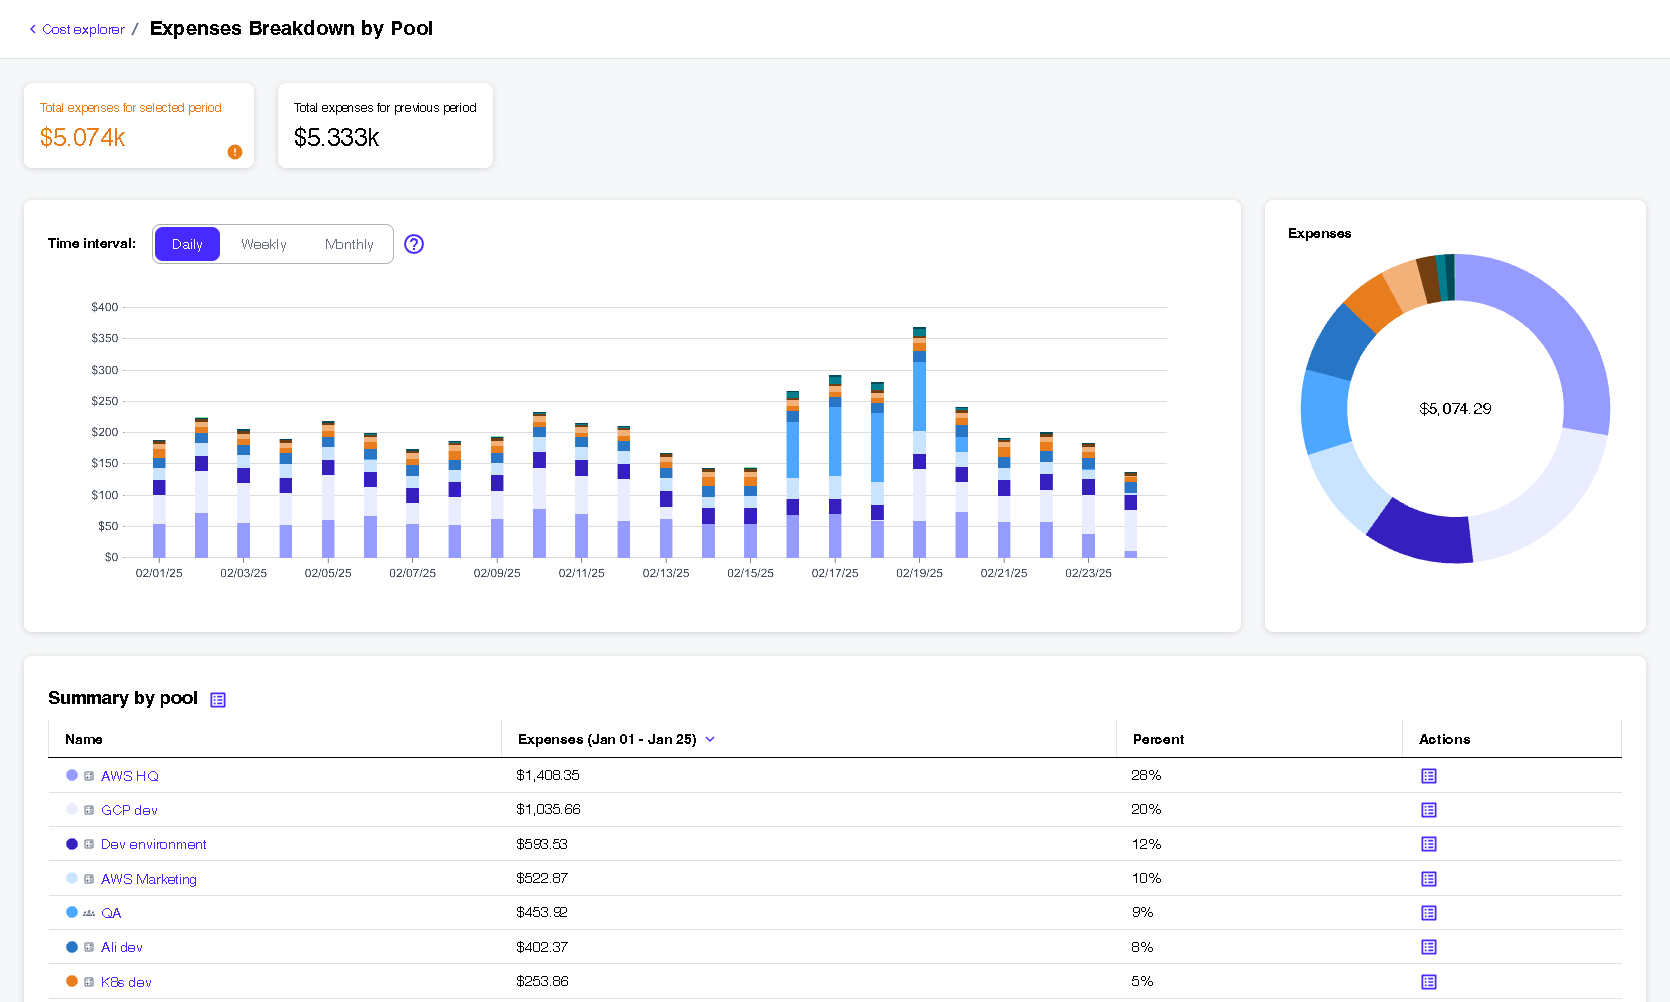 Cost explorer / Expenses Breakdown by Pool
Total expenses for selected period
$5.074k
Total expenses for previous period
$5.333k
Time interval: Daily Weekly Monthly
$400
$350
$300
$250
$200
$150
$100
$50
$0
02/01/25 02/03/25 02/05/25 02/07/25 02/09/25 02/11/25 02/13/25 02/15/25 02/17/25 02/19/25 02/21/25 02/23/25
Expenses
$5,074.29
Summary by pool
Name Expenses (Jan 01 - Jan 25) Percent Actions
AWS HQ $1,408.35 28%
GCP dev $1,035.66 20%
Dev environment $593.53 12%
AWS Marketing $522.87 10%
QA $453.92 9%
Ali dev $402.37 8%
K8s dev $253.86 5%